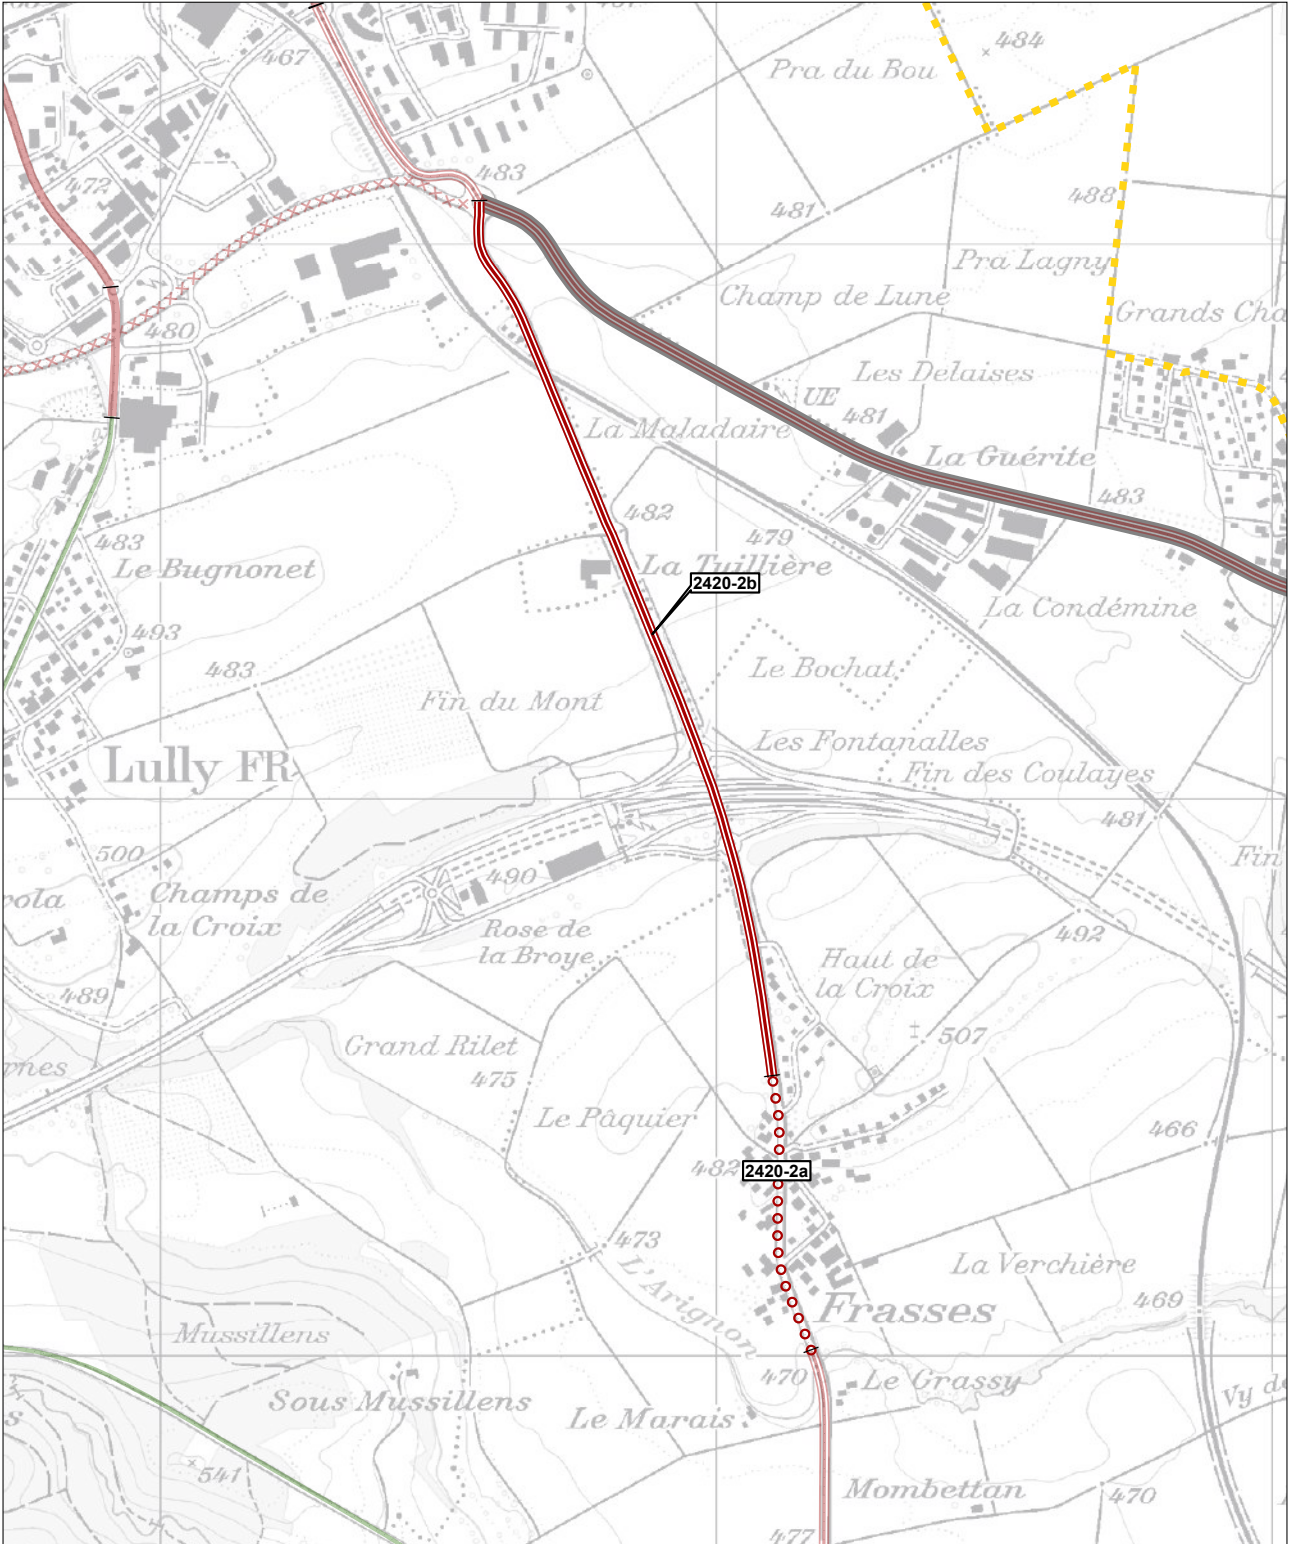 467
484
Pra du Bou
472
483
488
481
Pra Lagny
Champ de Lune
Grands Cha
480
Les Delaises
UE
481
La Maladaire
La Guérite
483
482
479
483
Le Bugnonet
La Tuillière
2420-2b
La Condémine
493
483
Le Bochat
Fin du Mont
Les Fontanalles
Lully FR
Fin des Coulayes
481
500
Fin
490
rola
Champs de
la Croix
Rose de
la Broye
492
Haut de
la Croix
489
507
Grand Rilet
475
rnes
Le Pâquier
466
482
2420-2a
473
L'Arignon
La Verchière
469
Frasses
Mussillens
470
Le Grassy
Vy d
Sous Mussillens
Le Marais
s
541
Mombettan
470
477